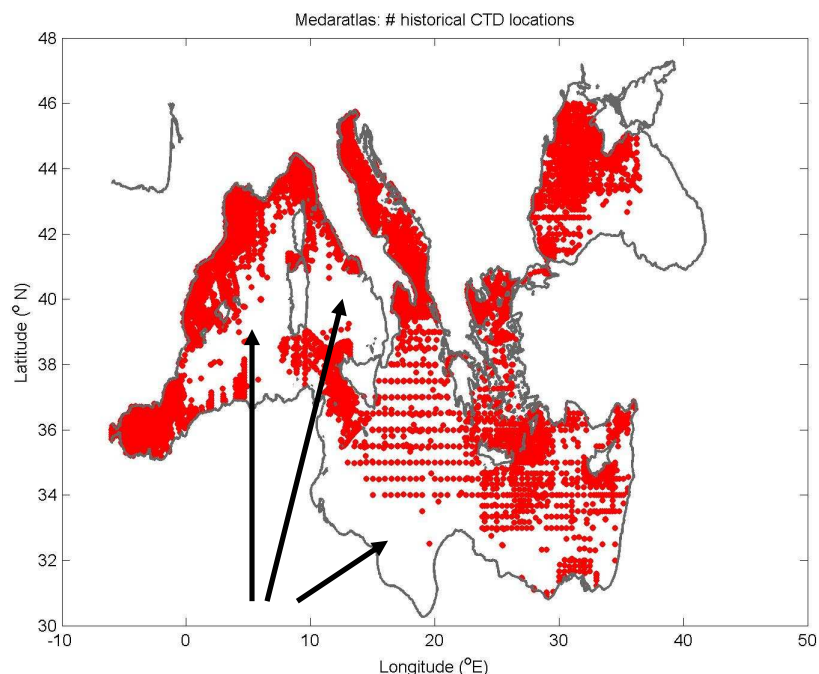 Medaratlas: # historical CTD locations
48
46
44
42
40
38
36
34
32
30
Latitude (° N)
-10 0 10 20 30 40 50
Longitude (°E)